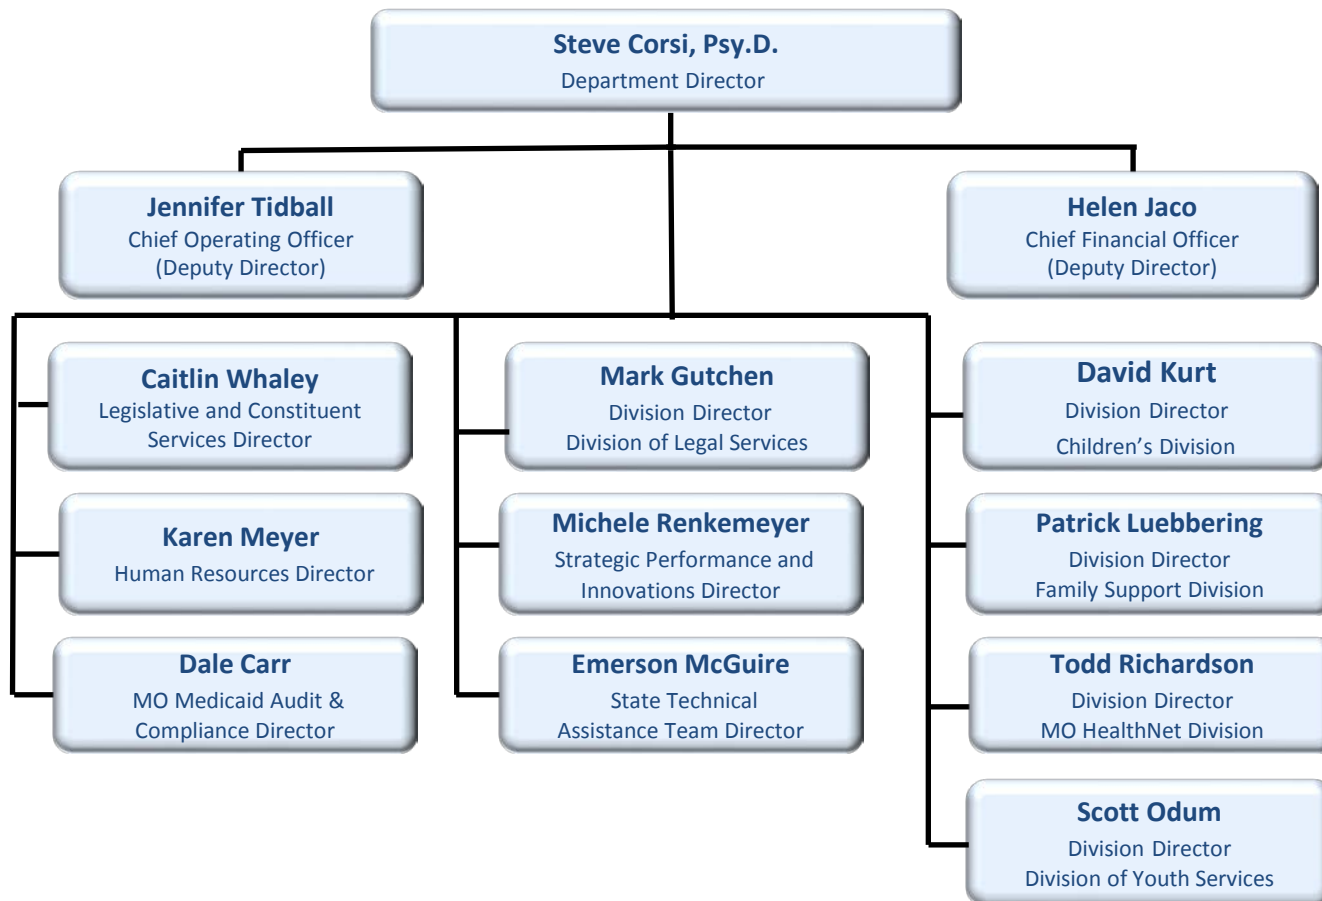 Steve Corsi, Psy.D.
Department Director
Jennifer Tidball
Chief Operating Officer
(Deputy Director)
Helen Jaco
Chief Financial Officer
(Deputy Director)
Caitlin Whaley
Legislative and Constituent
Services Director
Mark Gutchen
Division Director
Division of Legal Services
David Kurt
Division Director
Children’s Division
Karen Meyer
Human Resources Director
Michele Renkemeyer
Strategic Performance and
Innovations Director
Patrick Luebbering
Division Director
Family Support Division
Dale Carr
MO Medicaid Audit &
Compliance Director
Emerson McGuire
State Technical
Assistance Team Director
Todd Richardson
Division Director
MO HealthNet Division
Scott Odum
Division Director
Division of Youth Services